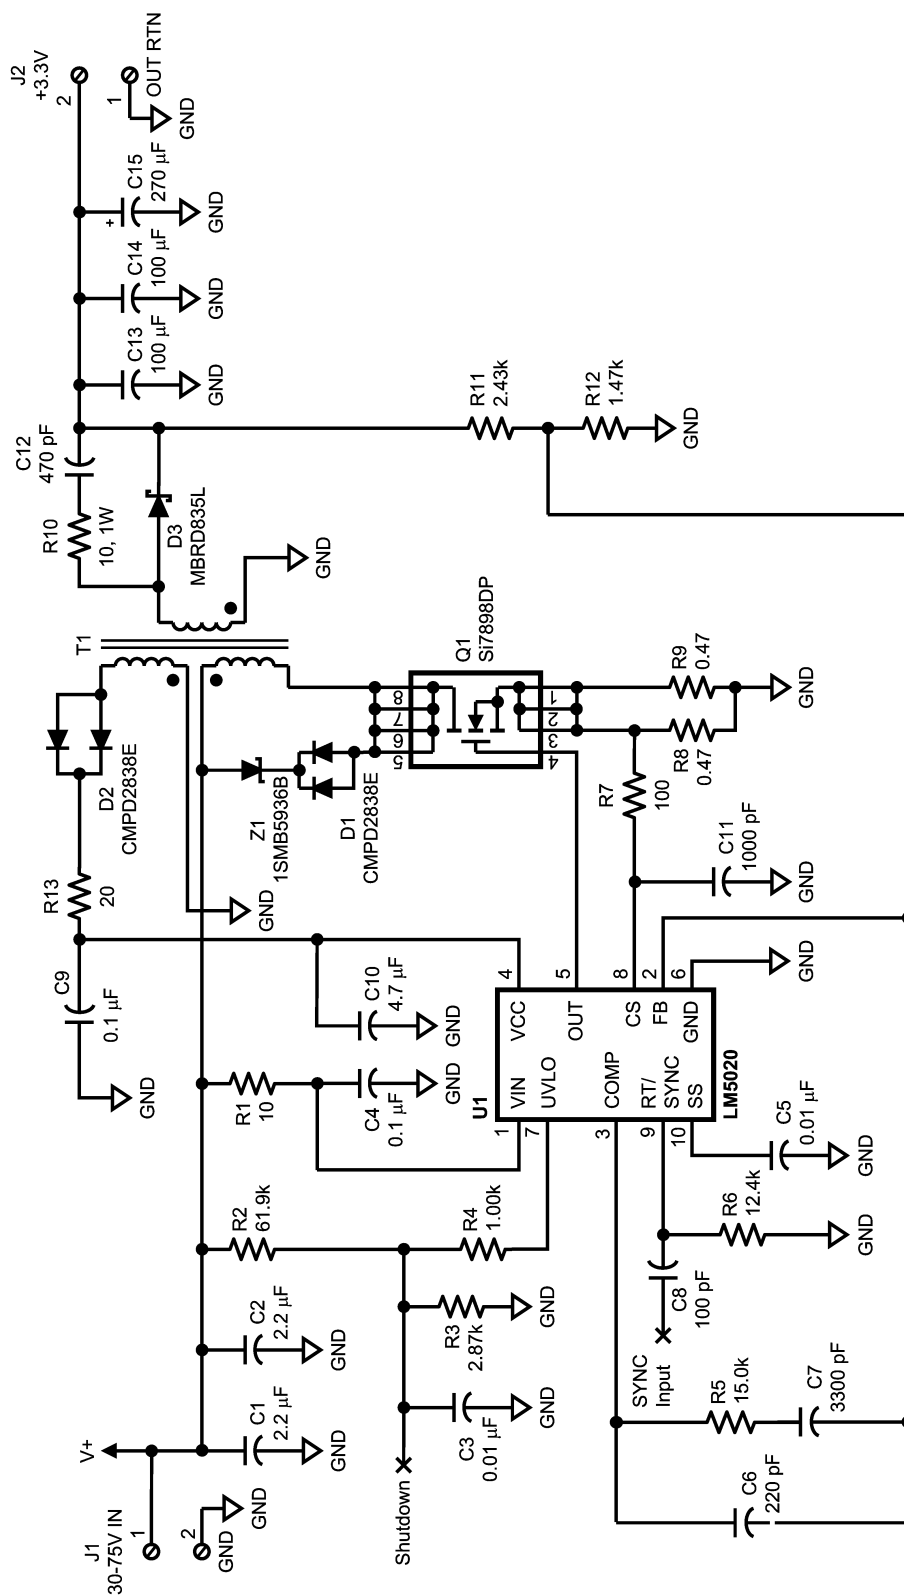 J1
30-75V IN
1
2
GND
GND
V+
C1
2.2 µF
GND
C2
2.2 µF
GND
R2
61.9k
R1
10
C4
0.1 µF
GND
C10
4.7 µF
GND
C9
0.1 µF
GND
R13
20
GND
D2
CMPD2838E
Z1
1SMB5936B
D1
CMPD2838E
T1
R10
10, 1W
C12
470 pF
D3
MBRD835L
GND
C13
100 µF
GND
C14
100 µF
GND
+
C15
270 µF
GND
J2
+3.3V
2
1
OUT RTN
GND
R11
2.43k
R12
1.47k
GND
Q1
Si7898DP
8
7
6
5
1
2
3
4
R9
0.47
R8
0.47
GND
R7
100
C11
1000 pF
GND
GND
Shutdown
C3
0.01 µF
GND
R3
2.87k
GND
R4
1.00k
U1
LM5020
1
VIN
7
UVLO
3
COMP
9
RT/
SYNC
10
SS
4
VCC
5
OUT
8
CS
2
FB
6
GND
C5
0.01 µF
GND
R6
12.4k
GND
C8
100 pF
SYNC
Input
R5
15.0k
C7
3300 pF
C6
220 pF